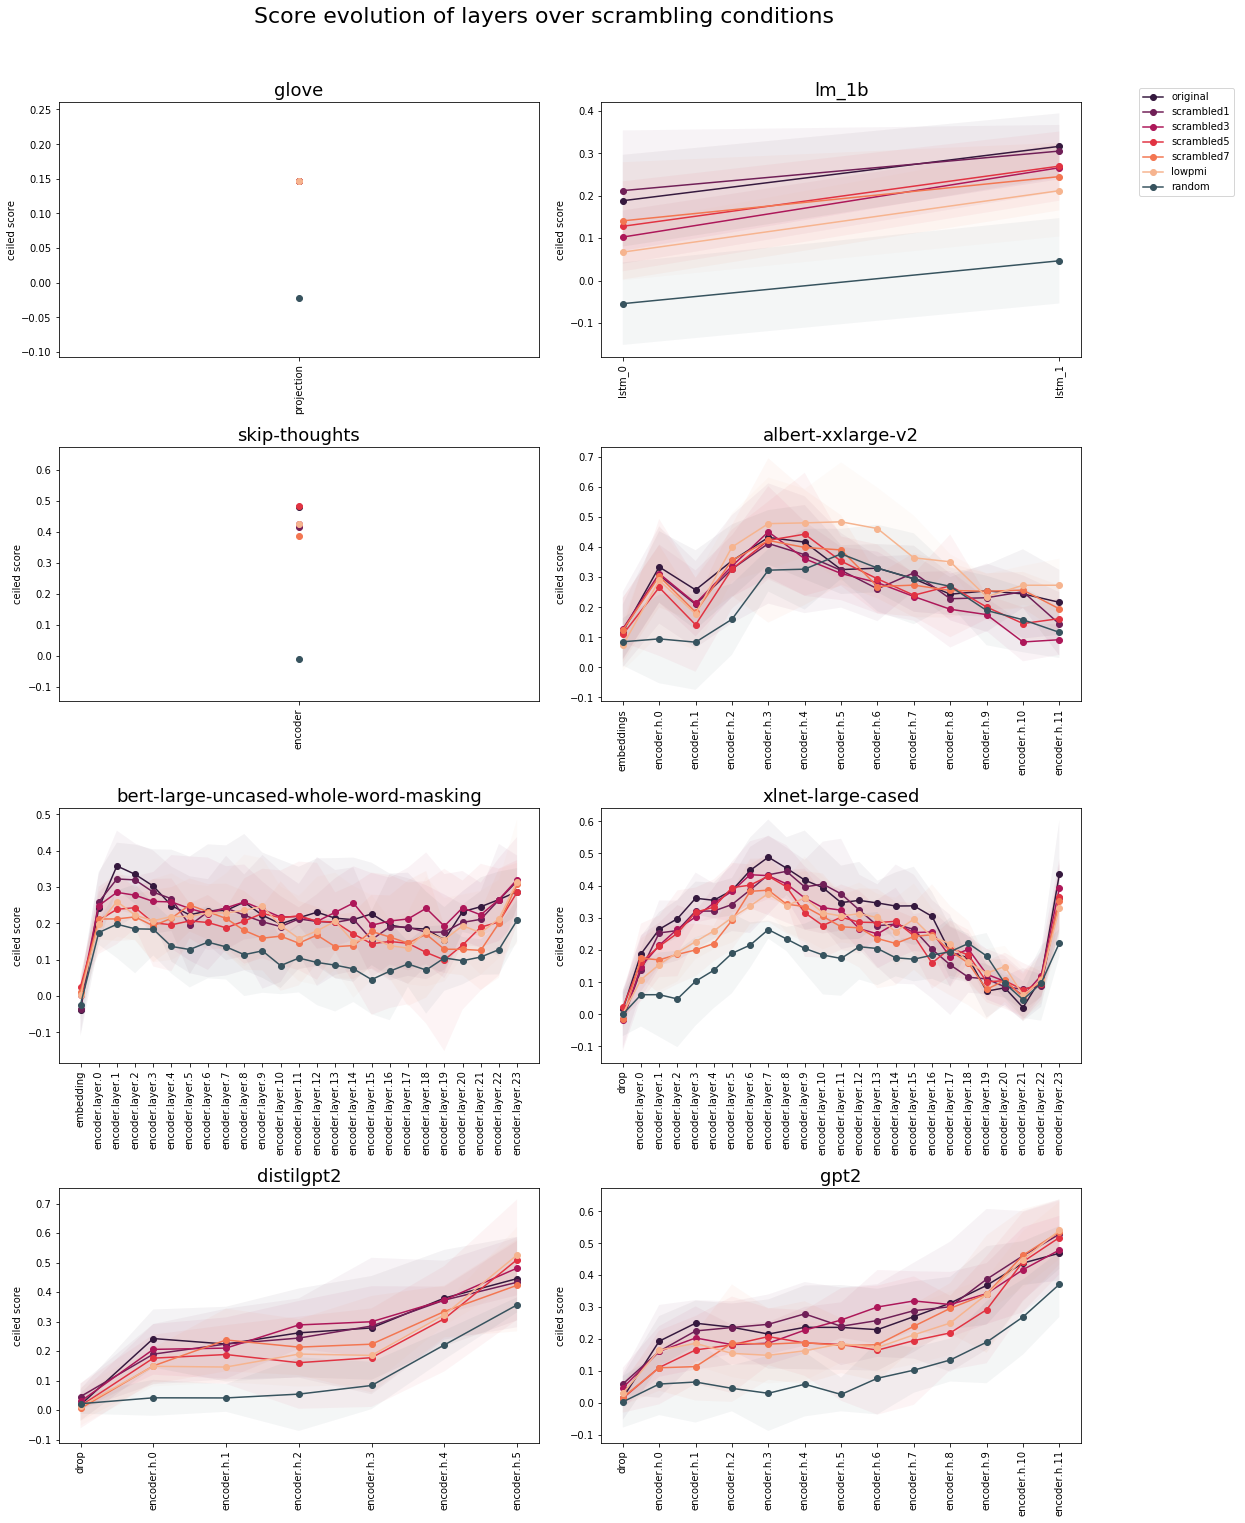 Score evolution of layers over scrambling conditions
glove
ceiled score
0.25
0.20
0.15
0.10
0.05
0.00
−0.05
−0.10
projection
lm_1b
ceiled score
0.4
0.3
0.2
0.1
0.0
−0.1
lstm_0
lstm_1
original
scrambled1
scrambled3
scrambled5
scrambled7
lowpmi
random
skip-thoughts
ceiled score
0.6
0.5
0.4
0.3
0.2
0.1
0.0
−0.1
encoder
albert-xxlarge-v2
ceiled score
0.7
0.6
0.5
0.4
0.3
0.2
0.1
0.0
−0.1
embeddings
encoder.h.0
encoder.h.1
encoder.h.2
encoder.h.3
encoder.h.4
encoder.h.5
encoder.h.6
encoder.h.7
encoder.h.8
encoder.h.9
encoder.h.10
encoder.h.11
bert-large-uncased-whole-word-masking
ceiled score
0.5
0.4
0.3
0.2
0.1
0.0
−0.1
embedding
encoder.layer.0
encoder.layer.1
encoder.layer.2
encoder.layer.3
encoder.layer.4
encoder.layer.5
encoder.layer.6
encoder.layer.7
encoder.layer.8
encoder.layer.9
encoder.layer.10
encoder.layer.11
encoder.layer.12
encoder.layer.13
encoder.layer.14
encoder.layer.15
encoder.layer.16
encoder.layer.17
encoder.layer.18
encoder.layer.19
encoder.layer.20
encoder.layer.21
encoder.layer.22
encoder.layer.23
xlnet-large-cased
ceiled score
0.6
0.5
0.4
0.3
0.2
0.1
0.0
−0.1
drop
encoder.layer.0
encoder.layer.1
encoder.layer.2
encoder.layer.3
encoder.layer.4
encoder.layer.5
encoder.layer.6
encoder.layer.7
encoder.layer.8
encoder.layer.9
encoder.layer.10
encoder.layer.11
encoder.layer.12
encoder.layer.13
encoder.layer.14
encoder.layer.15
encoder.layer.16
encoder.layer.17
encoder.layer.18
encoder.layer.19
encoder.layer.20
encoder.layer.21
encoder.layer.22
encoder.layer.23
distilgpt2
ceiled score
0.7
0.6
0.5
0.4
0.3
0.2
0.1
0.0
−0.1
drop
encoder.h.0
encoder.h.1
encoder.h.2
encoder.h.3
encoder.h.4
encoder.h.5
gpt2
ceiled score
0.6
0.5
0.4
0.3
0.2
0.1
0.0
−0.1
drop
encoder.h.0
encoder.h.1
encoder.h.2
encoder.h.3
encoder.h.4
encoder.h.5
encoder.h.6
encoder.h.7
encoder.h.8
encoder.h.9
encoder.h.10
encoder.h.11